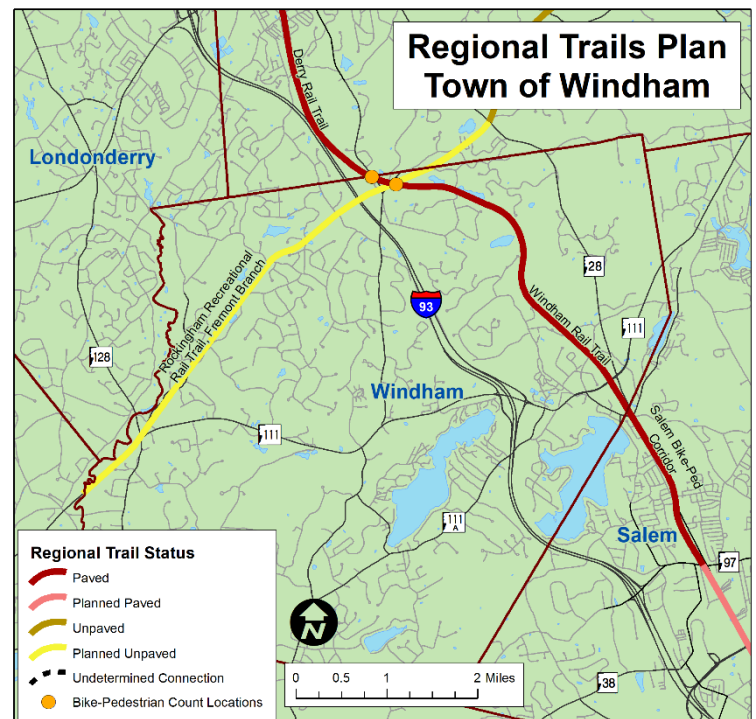 Regional Trails Plan
Town of Windham
Derry Rail Trail
Londonderry
28
Windham Rail Trail
93
111
Rockingham Recreational
Rail Trail, Fremont Branch
128
Windham
111
Salem Bike-Ped
Corridor
111
A
Salem
97
38
Regional Trail Status
Paved
Planned Paved
Unpaved
Planned Unpaved
Undetermined Connection
Bike-Pedestrian Count Locations
N
0 0.5 1 2 Miles